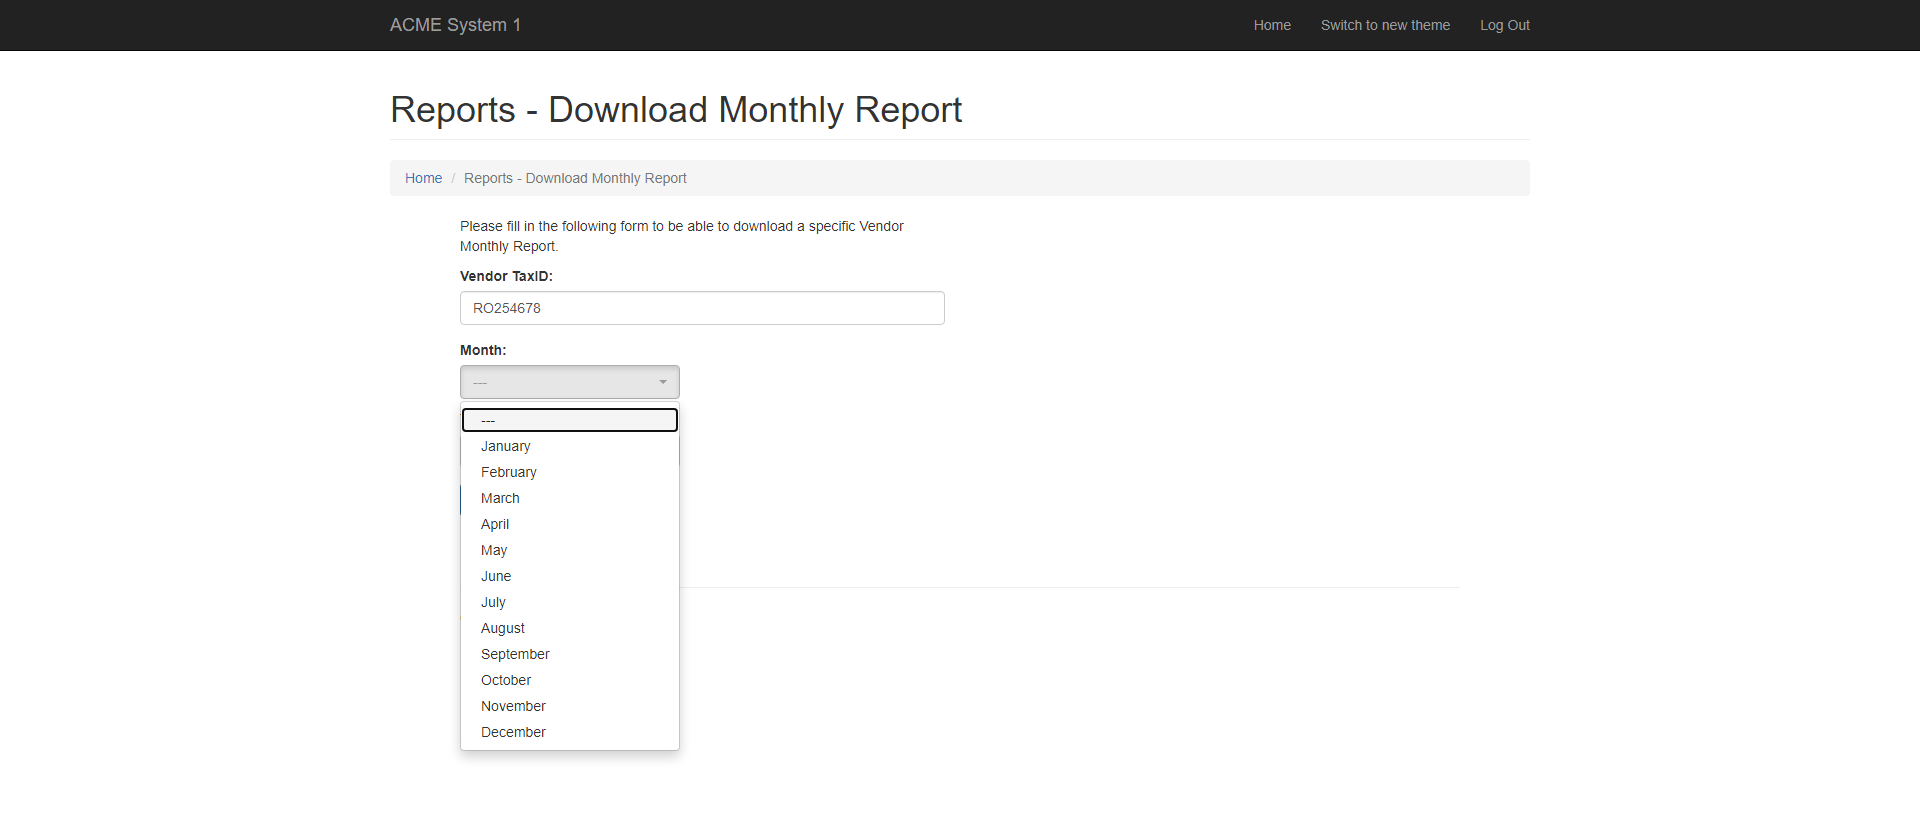 ACME System 1
Home
Switch to new theme
Log Out
Reports - Download Monthly Report
Home / Reports - Download Monthly Report
Please fill in the following form to be able to download a specific Vendor
Monthly Report.
Vendor TaxID:
RO254678
Month:
---
---
January
February
March
April
May
June
July
August
September
October
November
December